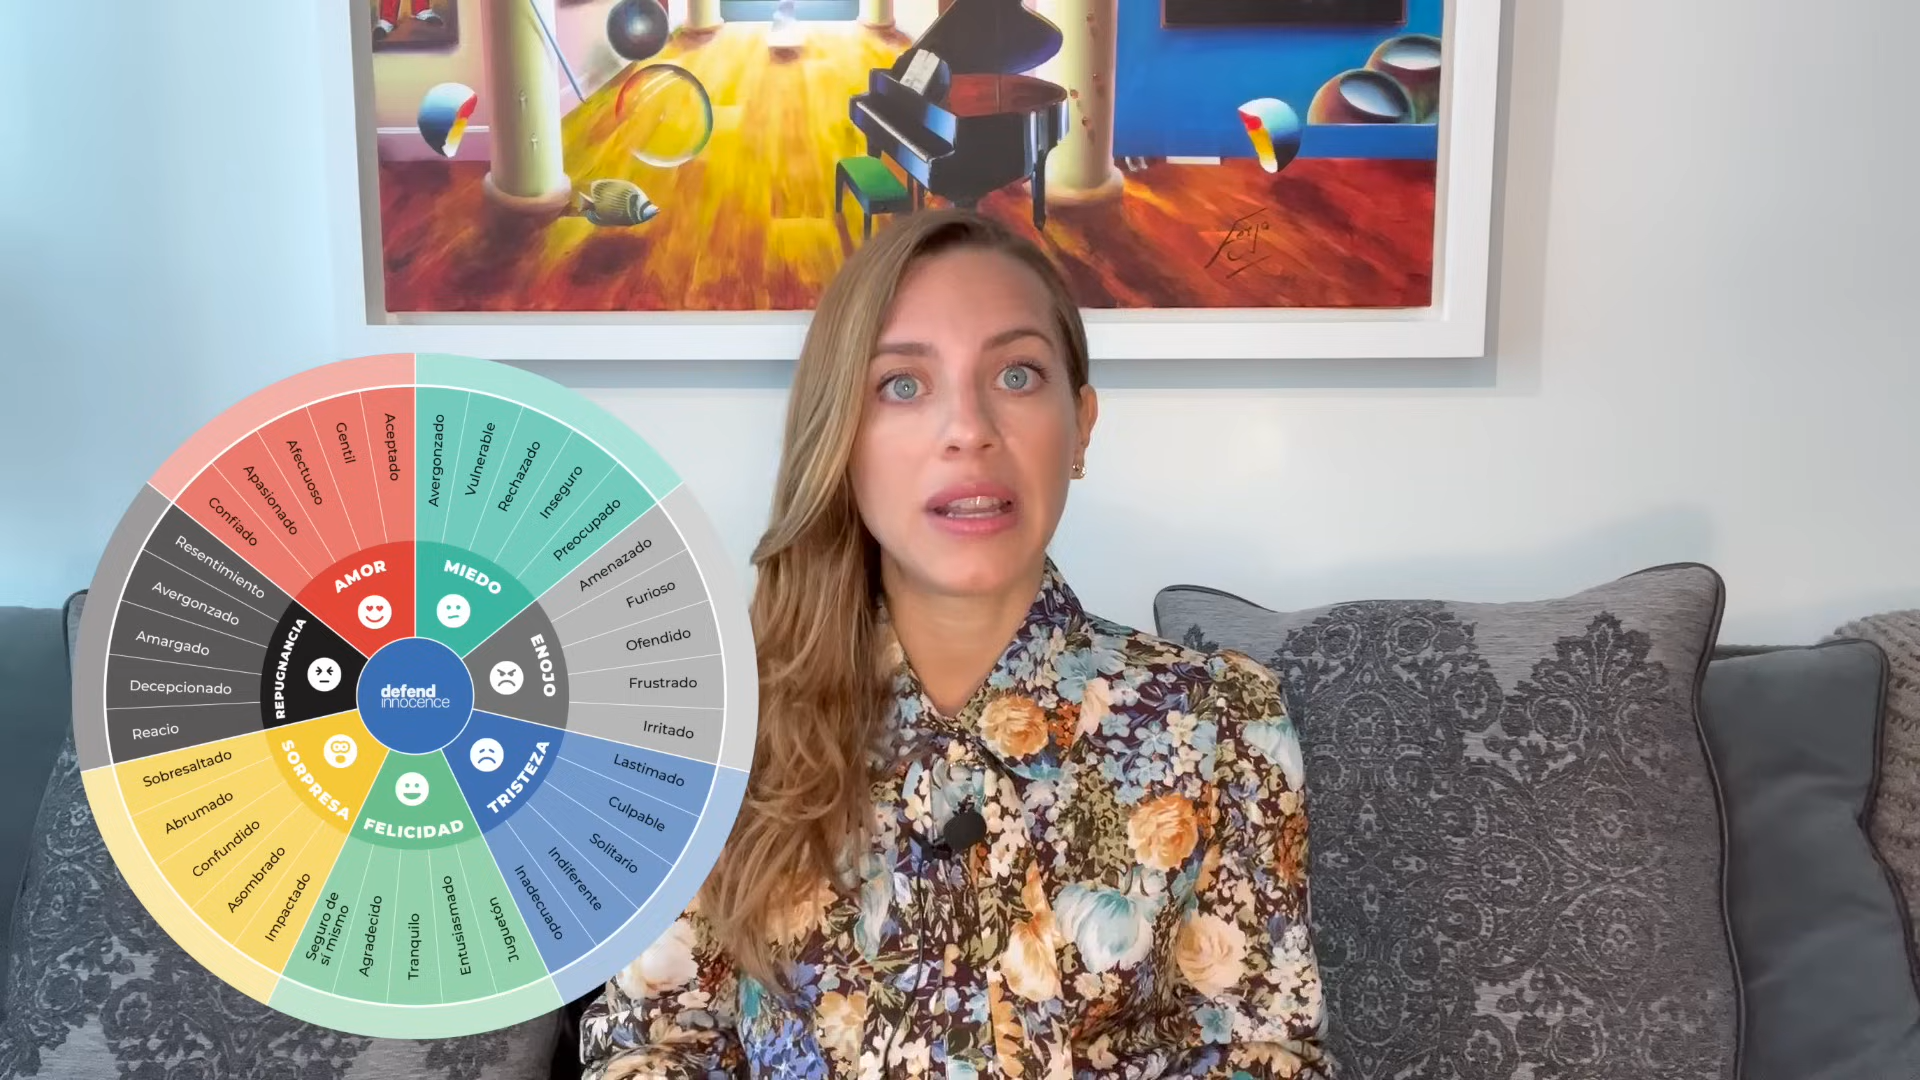 AMOR
Confiado
Apasionado
Afectuoso
Gentil
Aceptado
MIEDO
Avergonzado
Vulnerable
Rechazado
Inseguro
Preocupado
ENOJO
Amenazado
Furioso
Ofendido
Frustrado
Irritado
TRISTEZA
Lastimado
Culpable
Solitario
Indiferente
Inadecuado
FELICIDAD
Juguetón
Entusiasmado
Tranquilo
Agradecido
Seguro de
sí mismo
SORPRESA
Impactado
Asombrado
Confundido
Abrumado
Sobresaltado
REPUGNANCIA
Reacio
Decepcionado
Amargado
Avergonzado
Resentimiento
defend
innocence